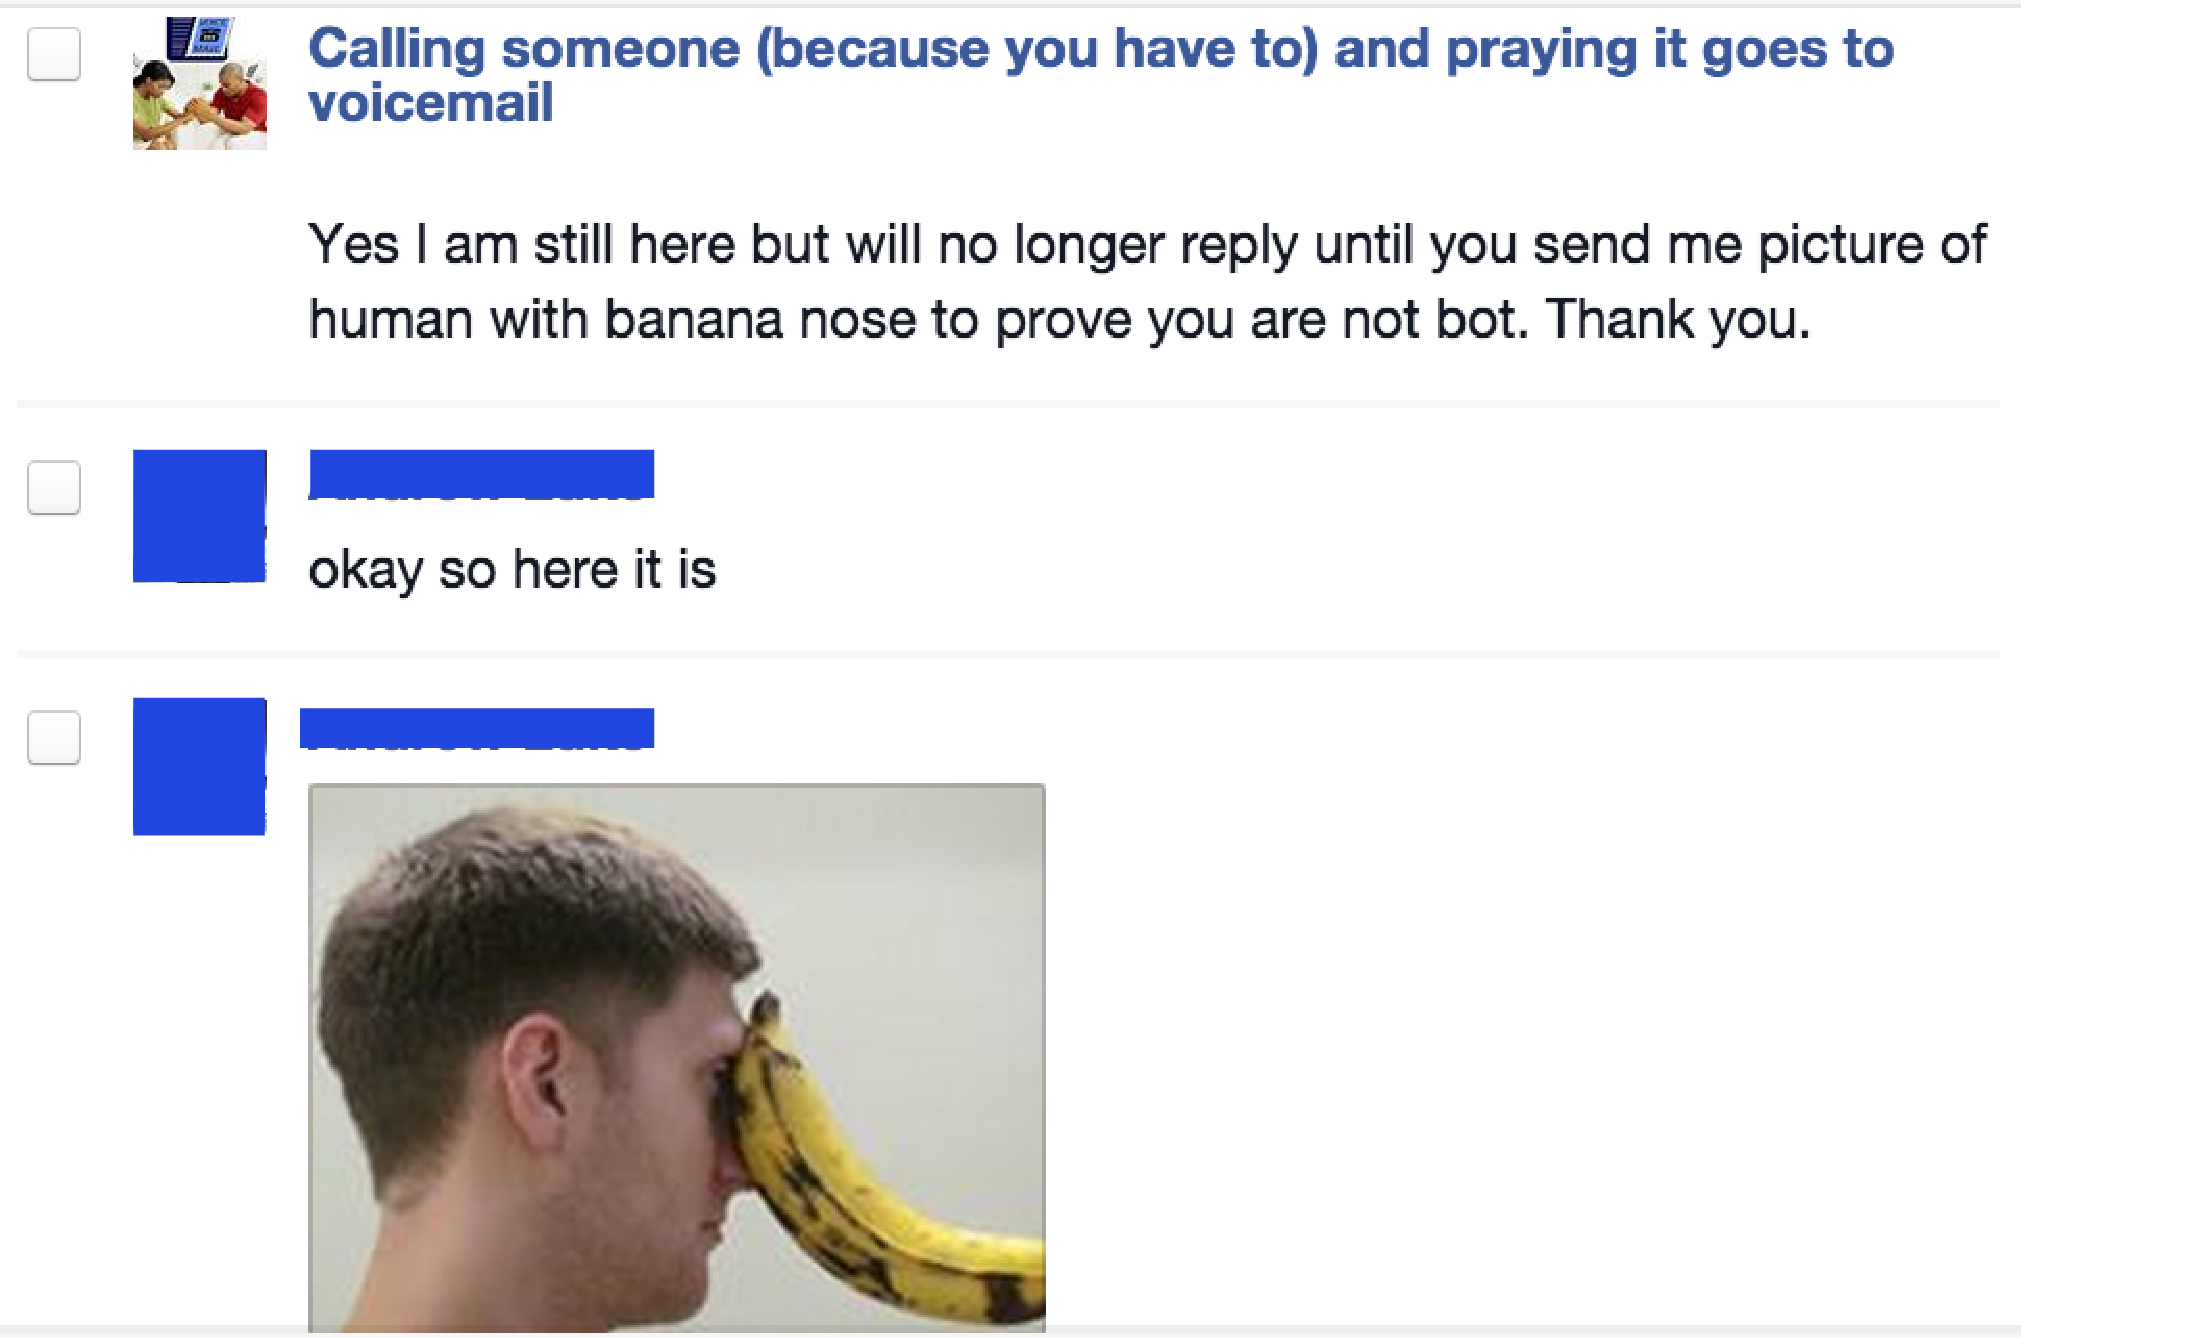 Calling someone (because you have to) and praying it goes to
voicemail
Yes I am still here but will no longer reply until you send me picture of
human with banana nose to prove you are not bot. Thank you.
okay so here it is